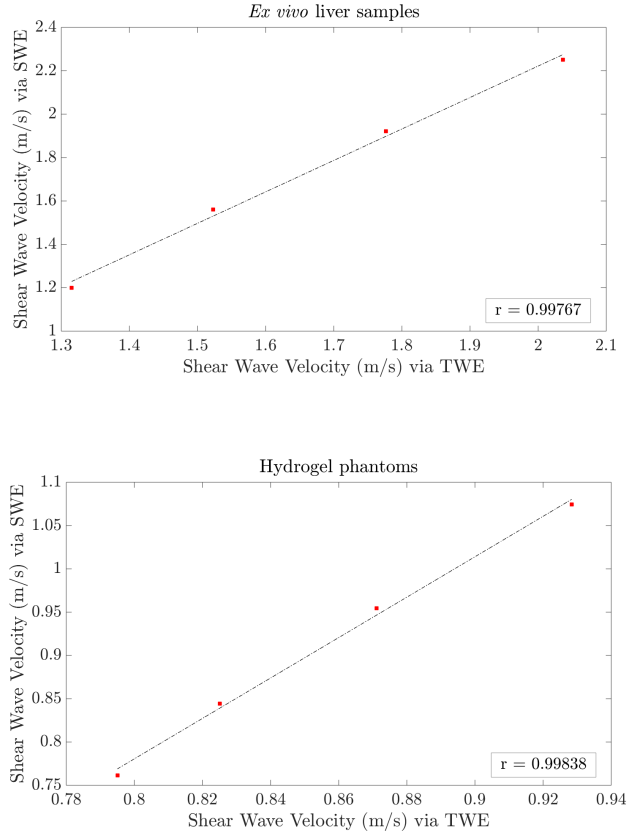 Ex vivo liver samples
Shear Wave Velocity (m/s) via SWE
2.4
2.2
2
1.8
1.6
1.4
1.2
1
r = 0.99767
1.3 1.4 1.5 1.6 1.7 1.8 1.9 2 2.1
Shear Wave Velocity (m/s) via TWE
Hydrogel phantoms
Shear Wave Velocity (m/s) via SWE
1.1
1.05
1
0.95
0.9
0.85
0.8
0.75
r = 0.99838
0.78 0.8 0.82 0.84 0.86 0.88 0.9 0.92 0.94
Shear Wave Velocity (m/s) via TWE